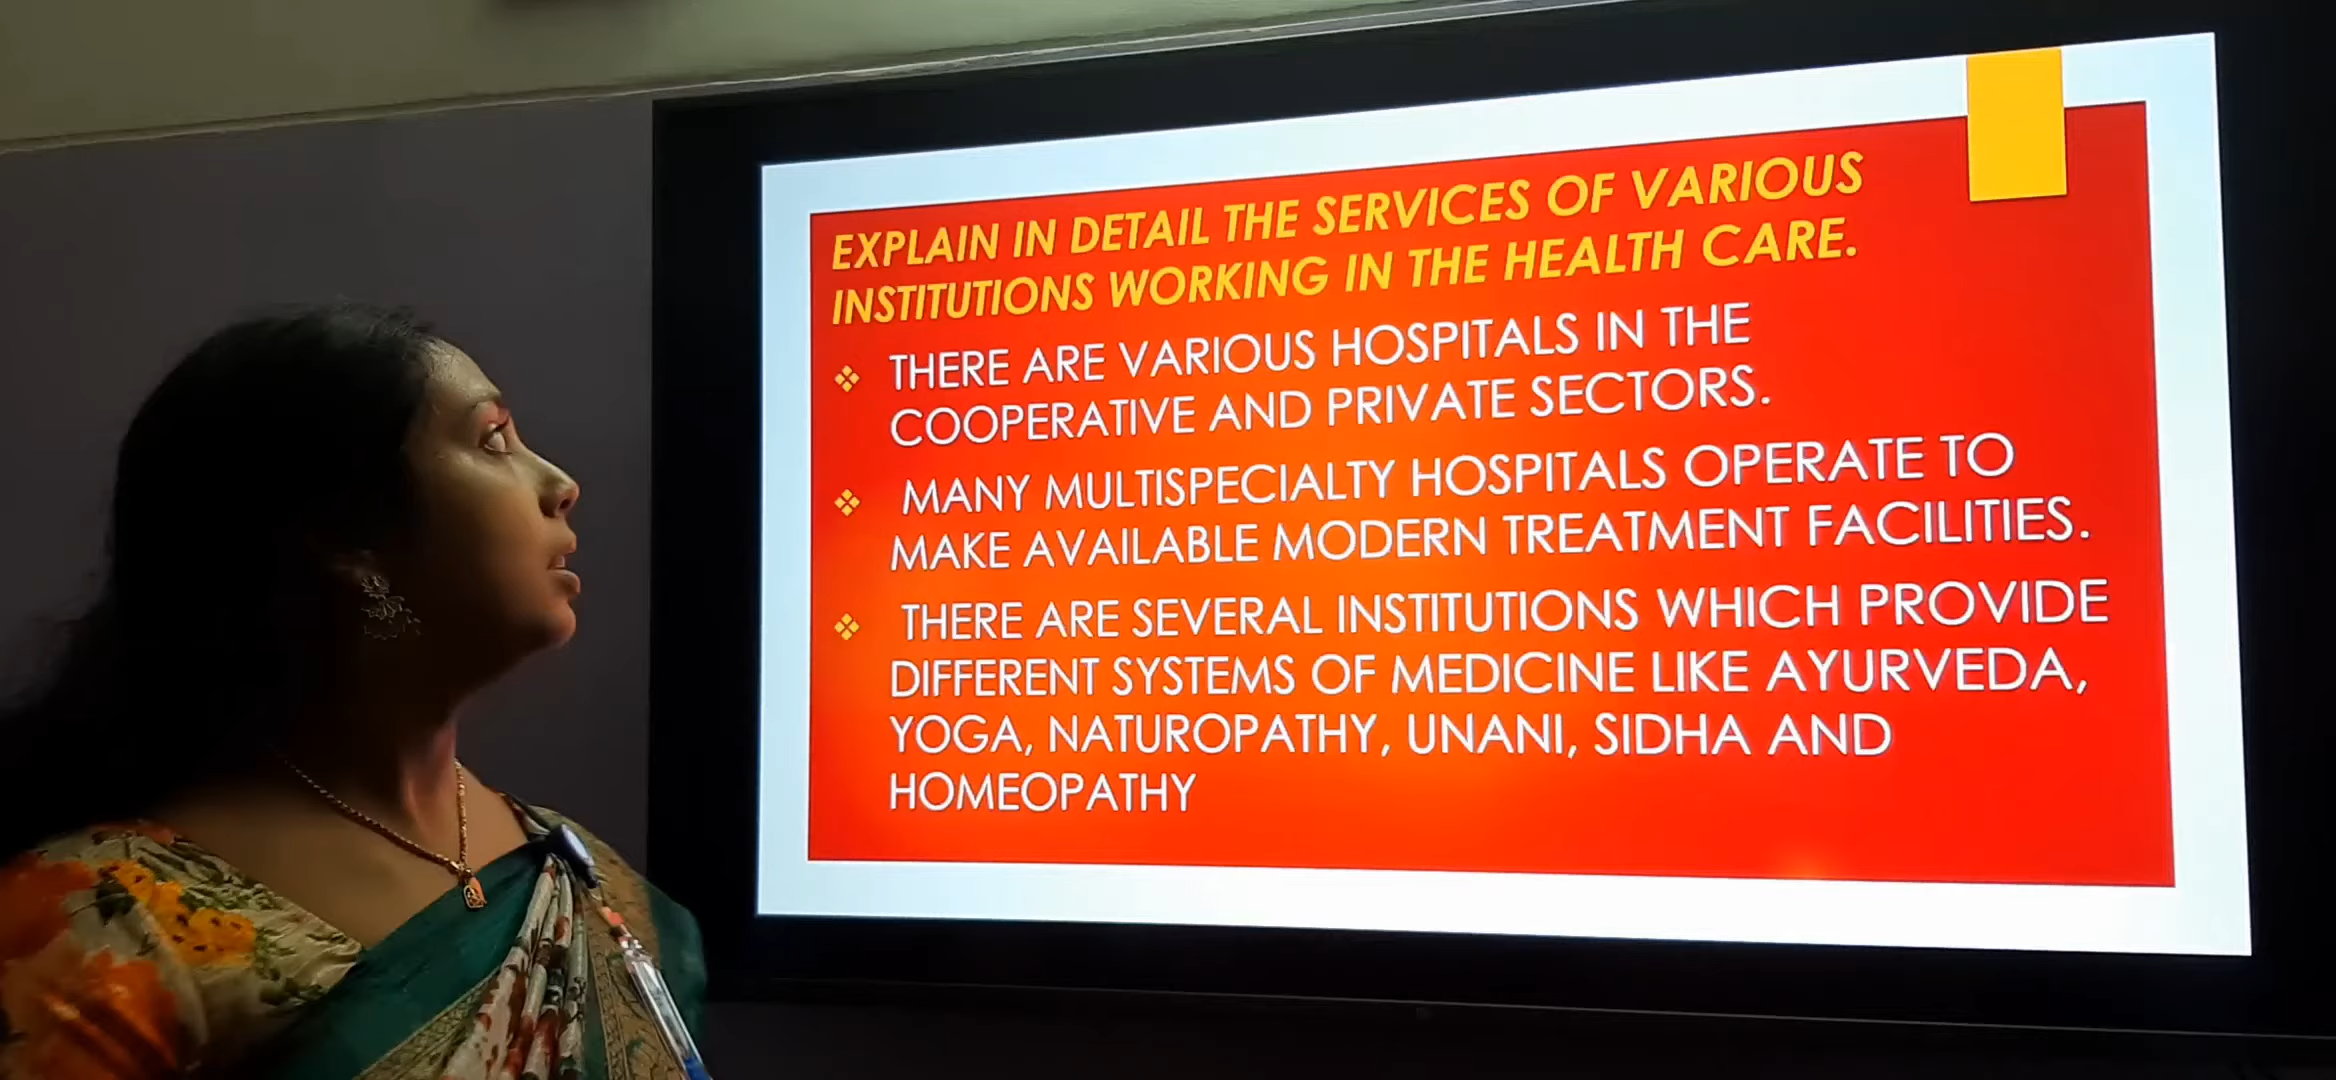 EXPLAIN IN DETAIL THE SERVICES OF VARIOUS
INSTITUTIONS WORKING IN THE HEALTH CARE.
THERE ARE VARIOUS HOSPITALS IN THE
COOPERATIVE AND PRIVATE SECTORS.
MANY MULTISPECIALTY HOSPITALS OPERATE TO
MAKE AVAILABLE MODERN TREATMENT FACILITIES.
THERE ARE SEVERAL INSTITUTIONS WHICH PROVIDE
DIFFERENT SYSTEMS OF MEDICINE LIKE AYURVEDA,
YOGA, NATUROPATHY, UNANI, SIDHA AND
HOMEOPATHY